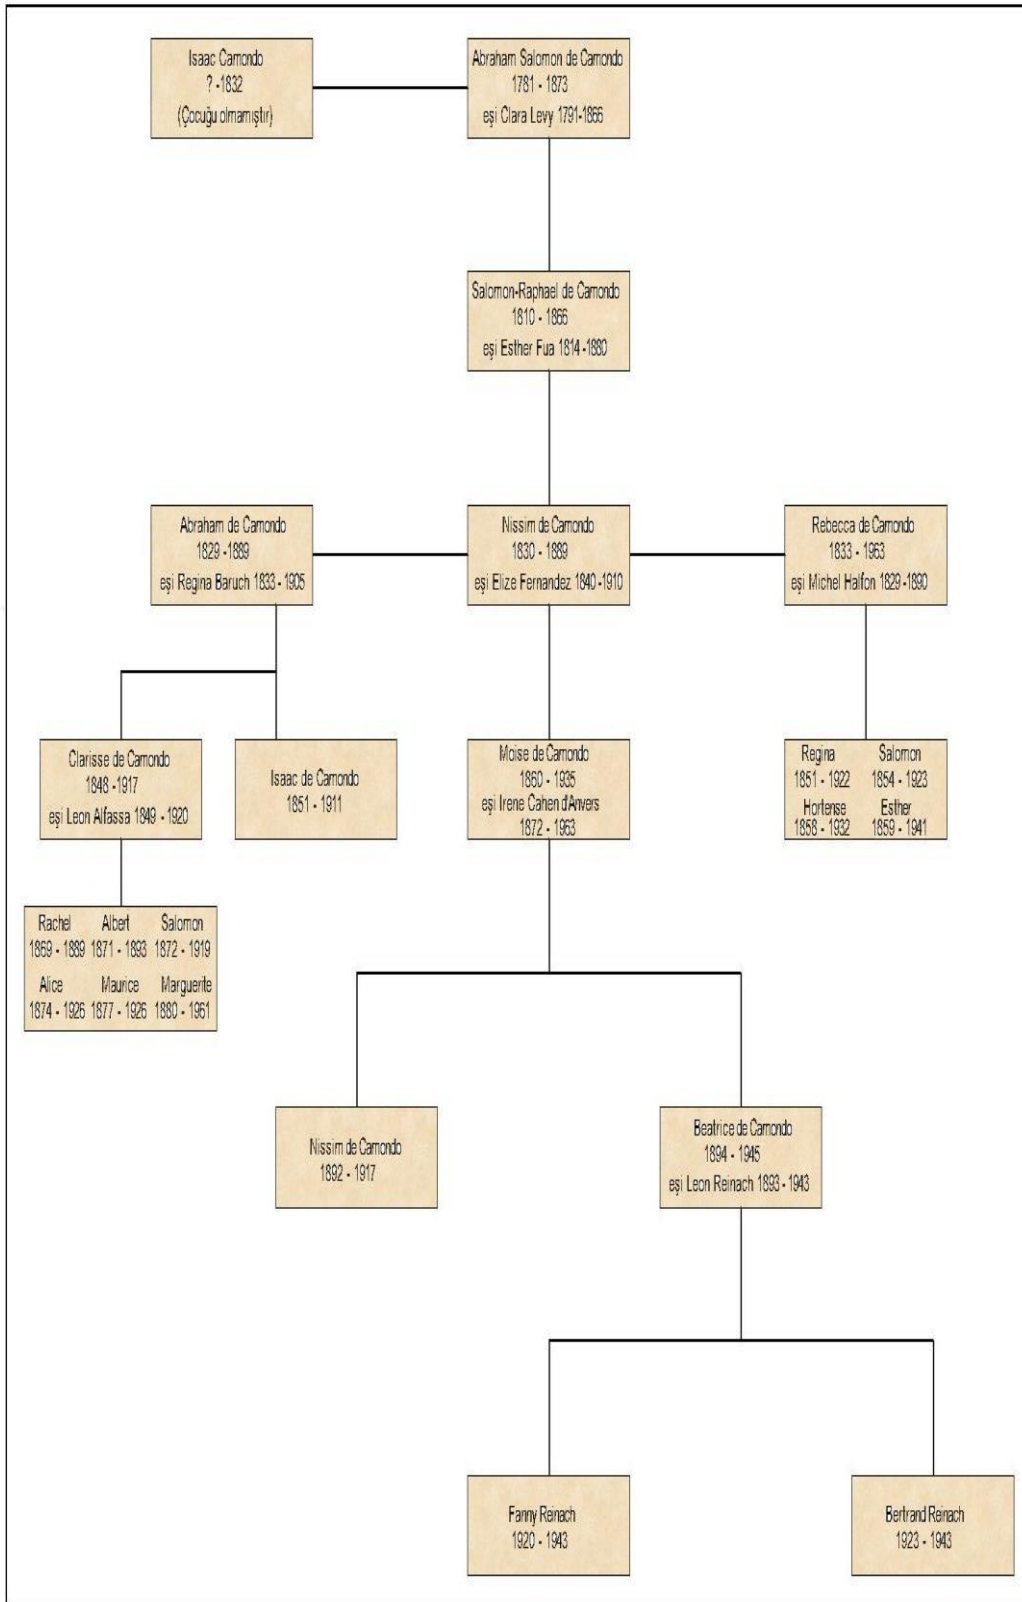 Isaac Camondo
? -1832
(Çocuğu olmamıştır)
Abraham Salomon de Camondo
1781 - 1873
eşi Clara Levy 1791-1866
Salomon-Raphael de Camondo
1810 - 1866
eşi Esther Fua 1814 -1880
Abraham de Camondo
1829 -1889
eşi Regina Baruch 1833 - 1905
Nissim de Camondo
1830 - 1889
eşi Elize Fernandez 1840 -1910
Rebecca de Camondo
1833 - 1963
eşi Michel Halfon 1829 -1890
Clarisse de Camondo
1848 -1917
eşi Leon Alfassa 1849 - 1920
Isaac de Camondo
1851 - 1911
Moise de Camondo
1860 - 1935
eşi Irene Cahen d'Anvers
1872 - 1963
Regina Salomon
1851 - 1922 1854 - 1923
Hortense Esther
1858 - 1932 1859 - 1941
Rachel Albert Salomon
1869 - 1889 1871 - 1893 1872 - 1919
Alice Maurice Marguerite
1874 - 1926 1877 - 1926 1880 - 1961
Nissim de Camondo
1892 - 1917
Beatrice de Camondo
1894 - 1945
eşi Leon Reinach 1893 - 1943
Fanny Reinach
1920 - 1943
Bertrand Reinach
1923 - 1943